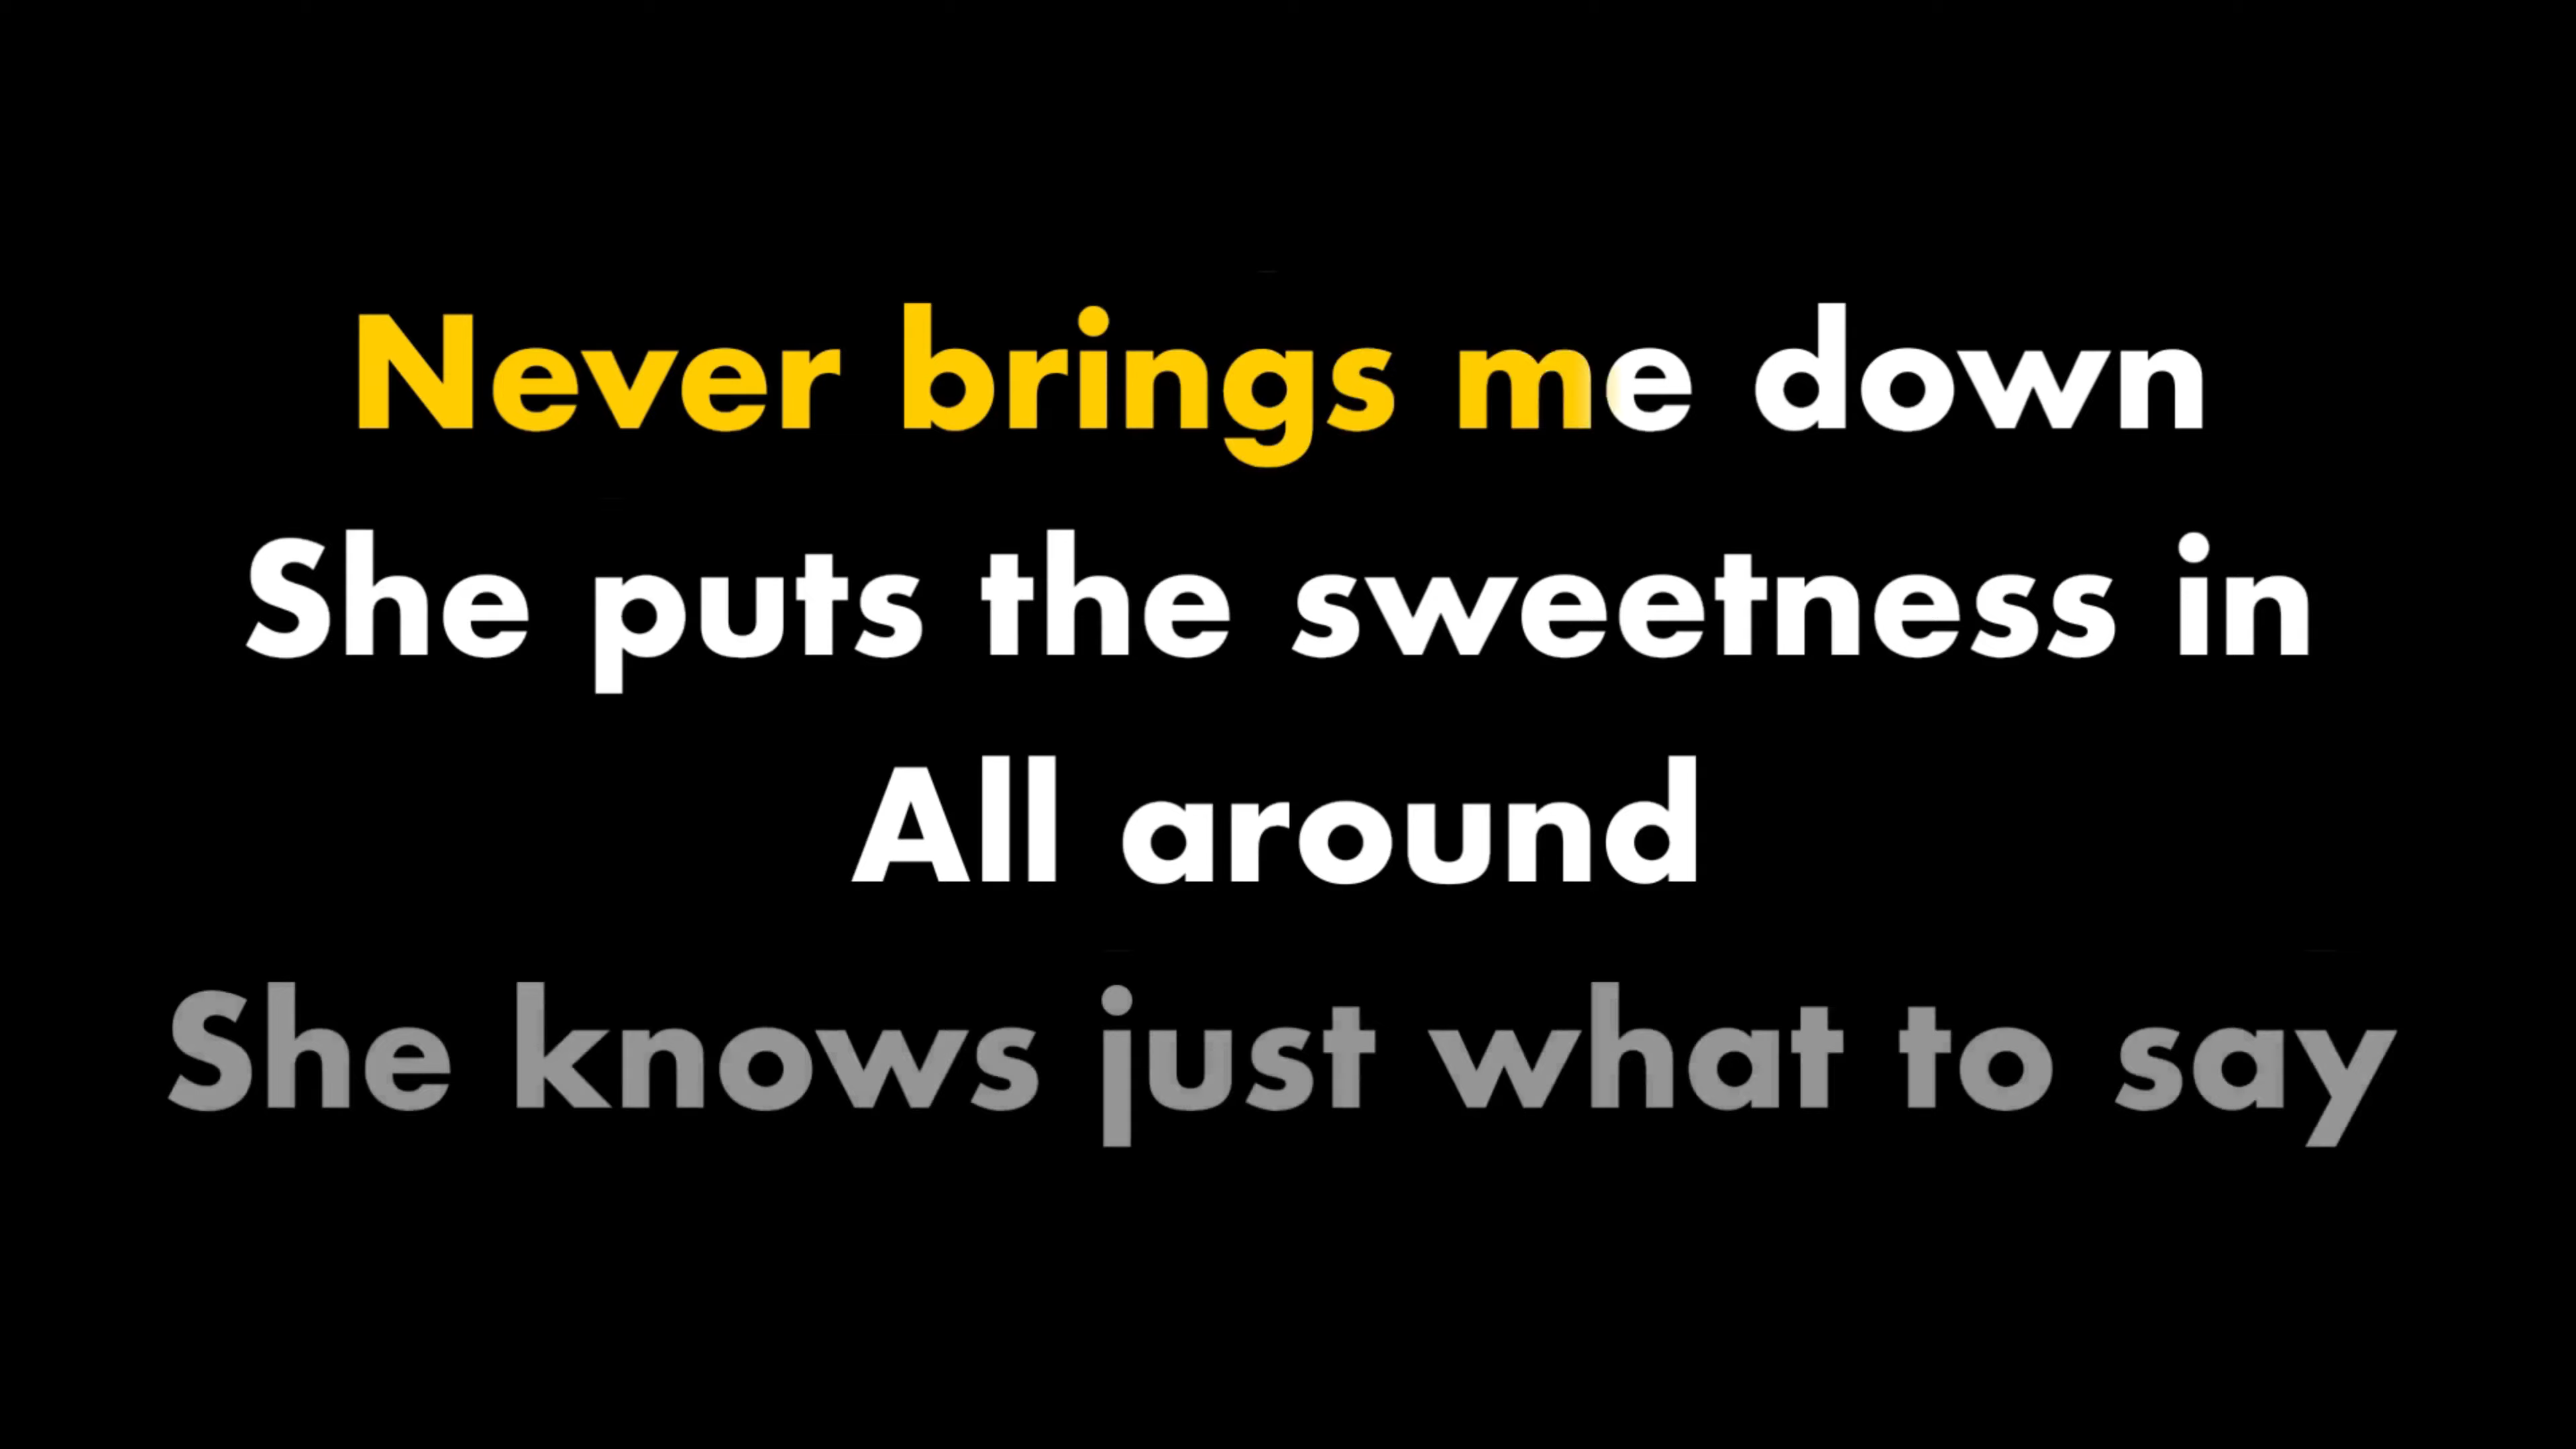 Never brings me down
She puts the sweetness in
All around
She knows just what to say